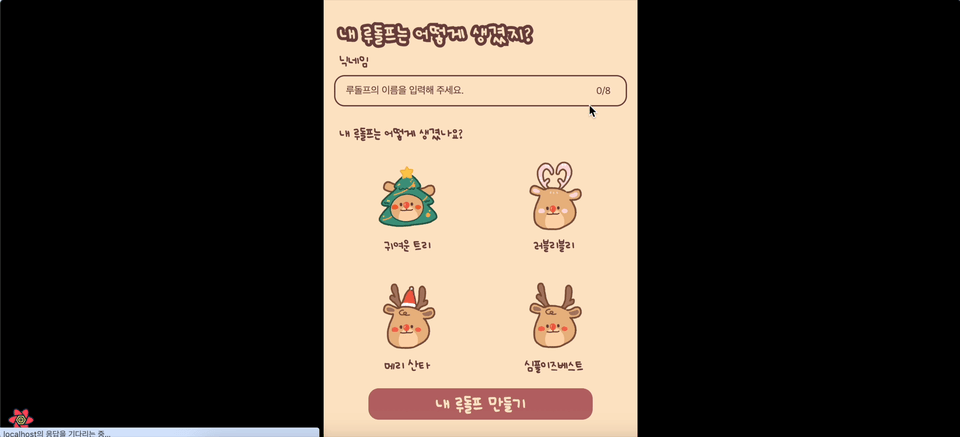 내 루돌프는 어떻게 생겼지?
닉네임
루돌프의 이름을 입력해 주세요. 0/8
내 루돌프는 어떻게 생겼나요?
귀여운 트리 러블리블리
메리 산타 심플이즈베스트
내 루돌프 만들기
localhost의 응답을 기다리는 중...